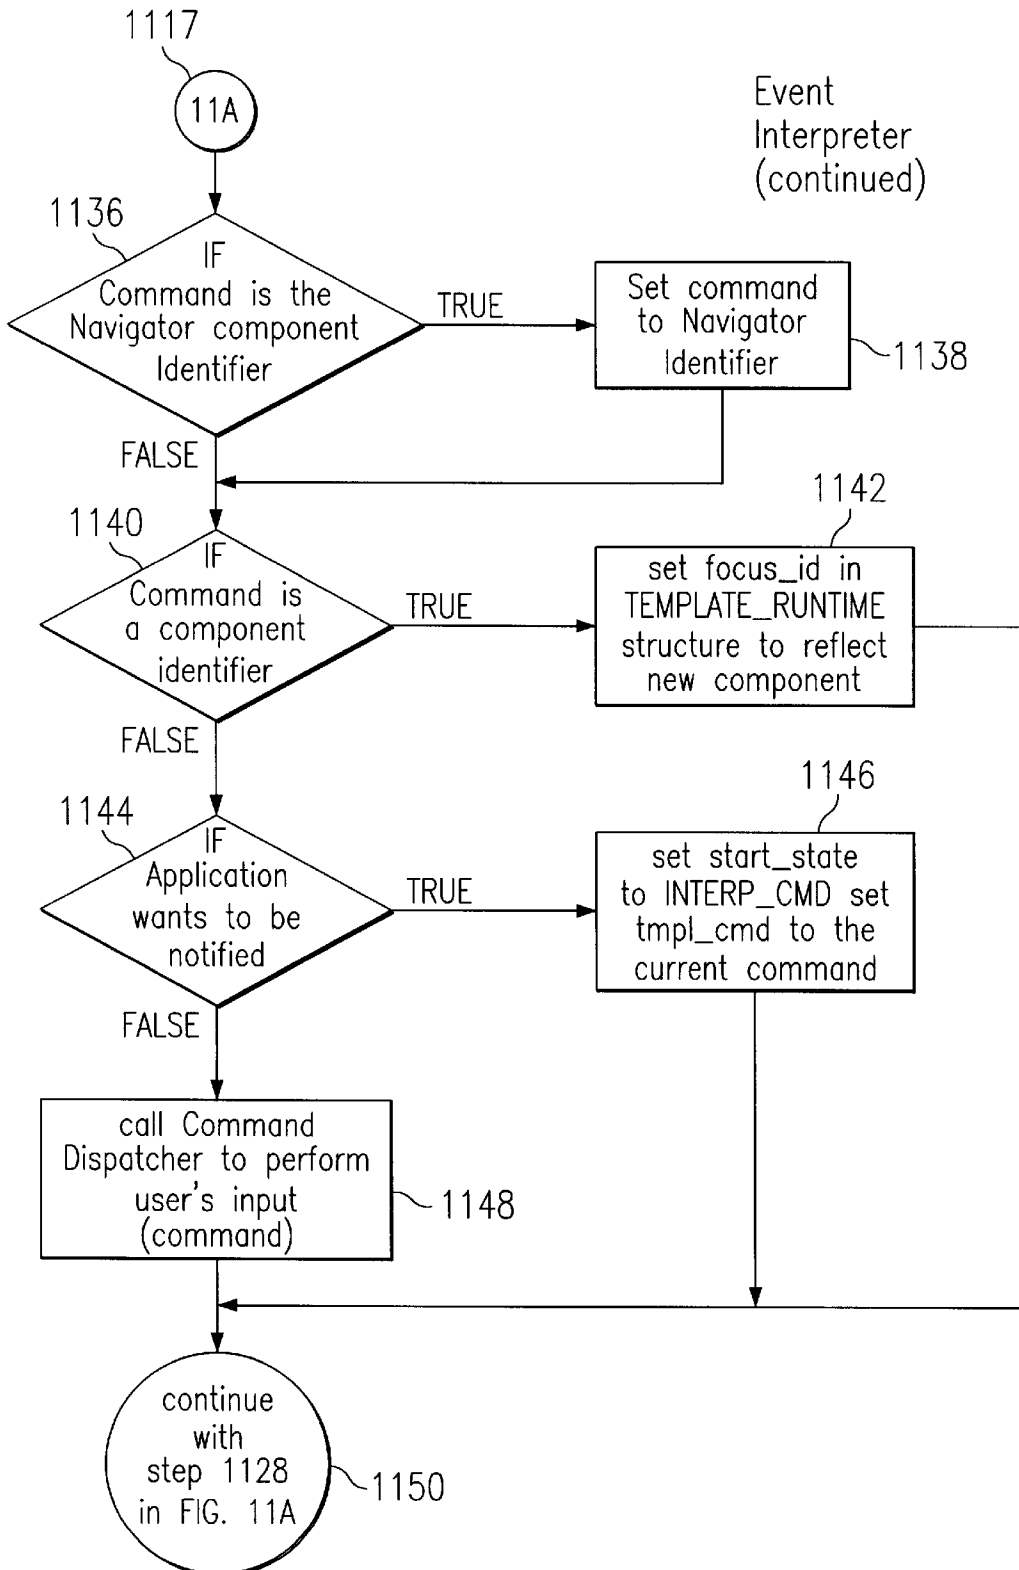 1117
11A
Event
Interpreter
(continued)
1136
IF
Command is the
Navigator component
Identifier
TRUE
Set command
to Navigator
Identifier
1138
FALSE
1140
IF
Command is
a component
identifier
TRUE
1142
set focus_id in
TEMPLATE_RUNTIME
structure to reflect
new component
FALSE
1144
IF
Application
wants to be
notified
TRUE
1146
set start_state
to INTERP_CMD set
tmpl_cmd to the
current command
FALSE
call Command
Dispatcher to perform
user's input
(command)
1148
continue
with
step 1128
in FIG. 11A
1150